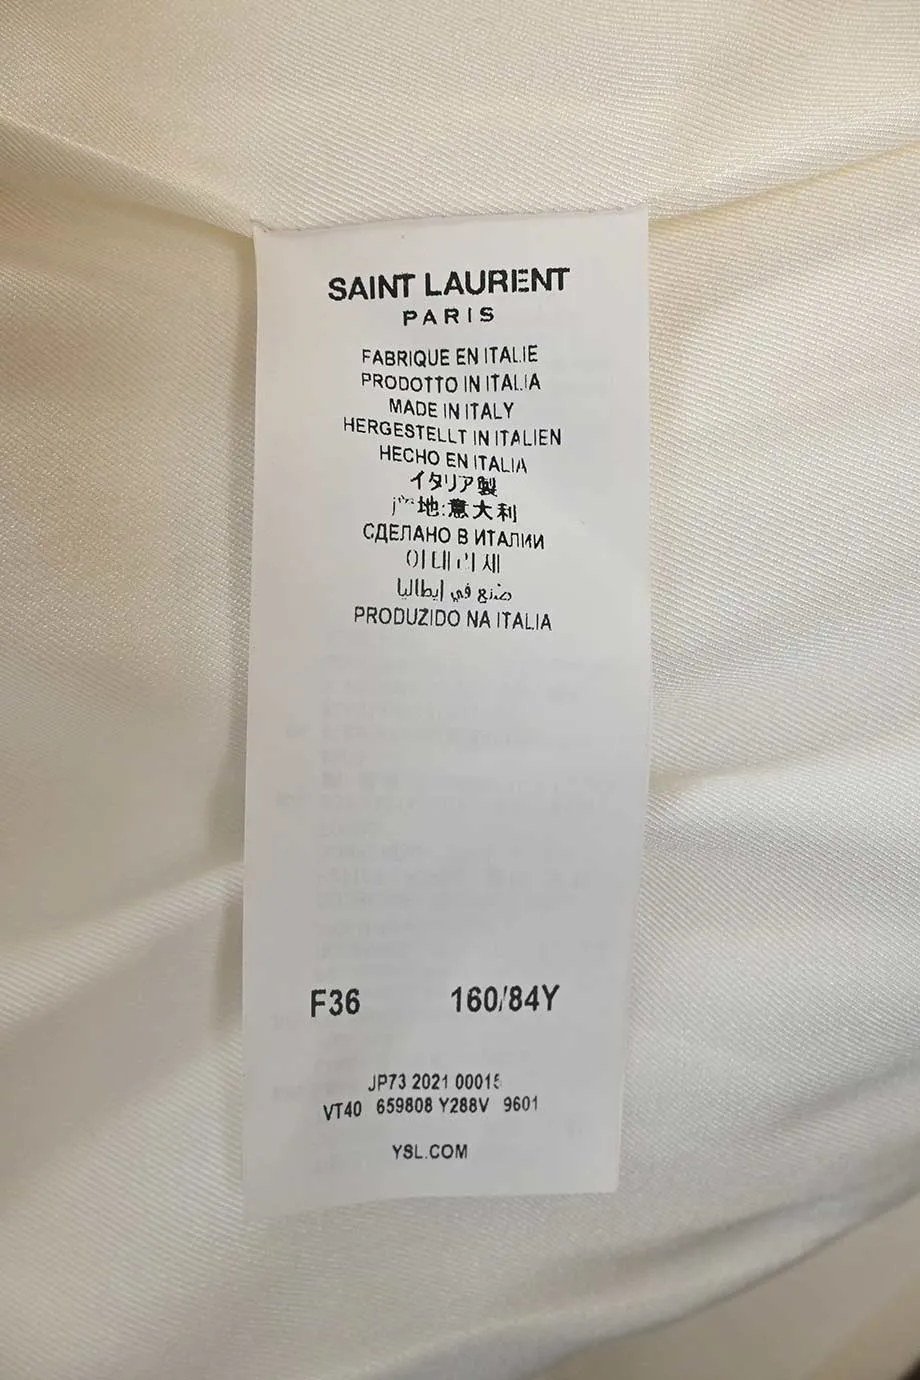 SAINT LAURENT
PARIS
FABRIQUE EN ITALIE
PRODOTTO IN ITALIA
MADE IN ITALY
HERGESTELLT IN ITALIEN
HECHO EN ITALIA
イタリア製
地:意大利
СДЕЛАНО В ИТАЛИИ
صنع في إيطاليا
PRODUZIDO NA ITALIA
F36 160/84Y
JP73 2021 00015
VT40 659808 Y288V 9601
YSL.COM